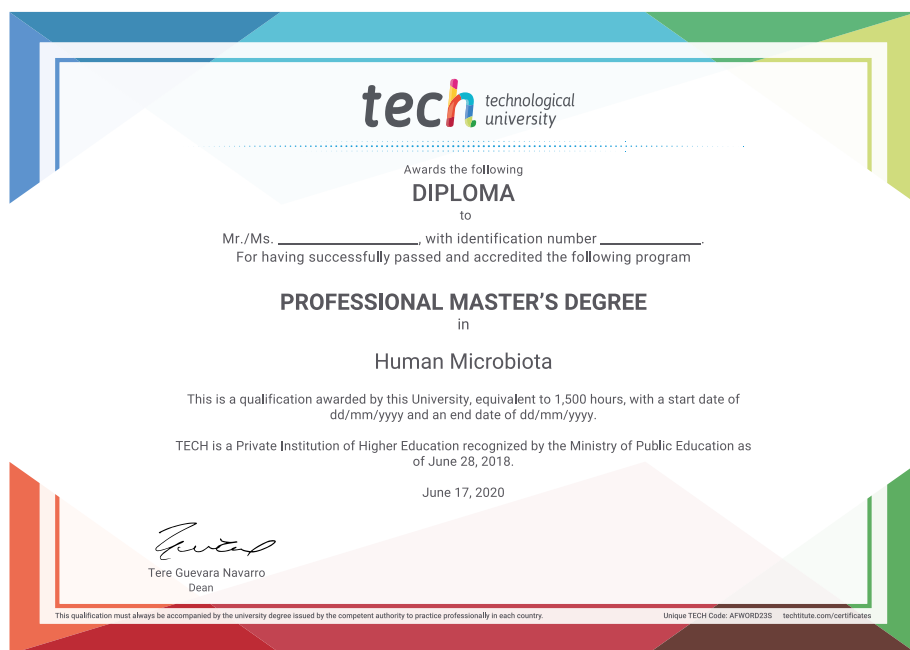 tech technological
university
Awards the following
DIPLOMA
to
Mr./Ms. ____________________, with identification number ______________.
For having successfully passed and accredited the following program
PROFESSIONAL MASTER'S DEGREE
in
Human Microbiota
This is a qualification awarded by this University, equivalent to 1,500 hours, with a start date of
dd/mm/yyyy and an end date of dd/mm/yyyy.
TECH is a Private Institution of Higher Education recognized by the Ministry of Public Education as
of June 28, 2018.
June 17, 2020
Tere Guevara Navarro
Dean
This qualification must always be accompanied by the university degree issued by the competent authority to practice professionally in each country. Unique TECH Code: AFWORD23S techtitute.com/certificates